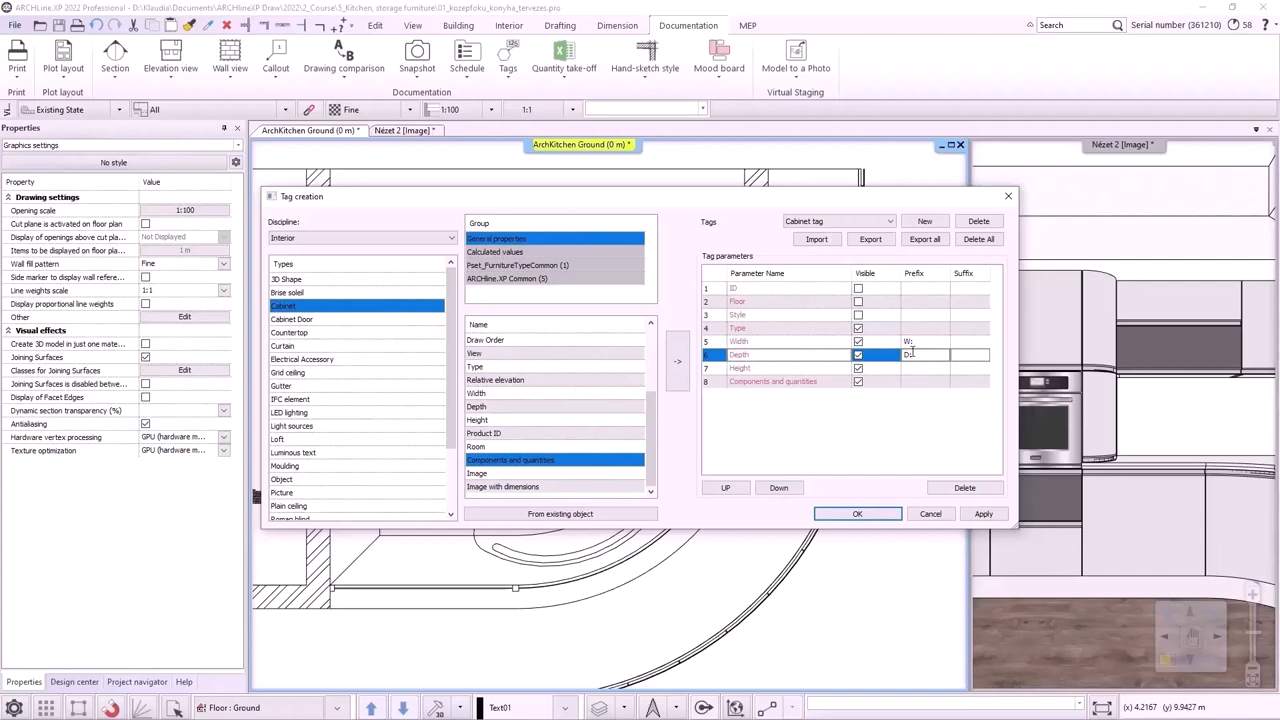 ARCHLine.XP 2022 Professional - C:\Users\Klaudia\Documents\ARCHlineXP Draw\2022\2_Course\5_Kitchen, storage furniture\01_kozepfoku_konyha_tervezes.pro
File Edit View Building Interior Drafting Dimension Documentation MEP Search Serial number (361210) 58
Print Plot layout Section Elevation view Wall view Callout Drawing comparison Snapshot Schedule Tags Quantity take-off Hand-sketch style Mood board Model to a Photo
Print Plot layout Documentation Virtual Staging
Existing State All Fine 1:100 1:1
Properties
Graphics settings
No style
Property Value
Drawing settings
Opening scale 1:100
Cut plane is activated on floor plan
Display of openings above cut pla... Not Displayed
Items to be displayed on floor pla... 1 m
Wall fill pattern Fine
Side marker to display wall refere...
Line weights scale 1:1
Display proportional line weights
Other Edit
Visual effects
Create 3D model in just one mate...
Joining Surfaces
Classes for Joining Surfaces Edit
Joining Surfaces is disabled betwe...
Display of Facet Edges
Dynamic section transparency (%)
Antialiasing
Hardware vertex processing GPU (hardware m...
Texture optimization GPU (hardware m...
Properties Design center Project navigator Help
ArchKitchen Ground (0 m) * Nézet 2 [Image] *
ArchKitchen Ground (0 m) *
Nézet 2 [Image] *
Tag creation
Discipline:
Interior
Types
3D Shape
Brise soleil
Cabinet
Cabinet Door
Countertop
Curtain
Electrical Accessory
Grid ceiling
Gutter
IFC element
LED lighting
Light sources
Loft
Luminous text
Moulding
Object
Picture
Plain ceiling
Roman blind
Group
General properties
Calculated values
Pset_FurnitureTypeCommon (1)
ARCHline.XP Common (5)
Name
Draw Order
View
Type
Relative elevation
Width
Depth
Height
Product ID
Room
Components and quantities
Image
Image with dimensions
From existing object
->
Tags Cabinet tag New Delete
Import Export Export all Delete All
Tag parameters
Parameter Name Visible Prefix Suffix
1 ID
2 Floor
3 Style
4 Type
5 Width W:
6 Depth D:
7 Height
8 Components and quantities
UP Down Delete
OK Cancel Apply
Floor : Ground Text01 (x) 4.2167 (y) 9.9427 m